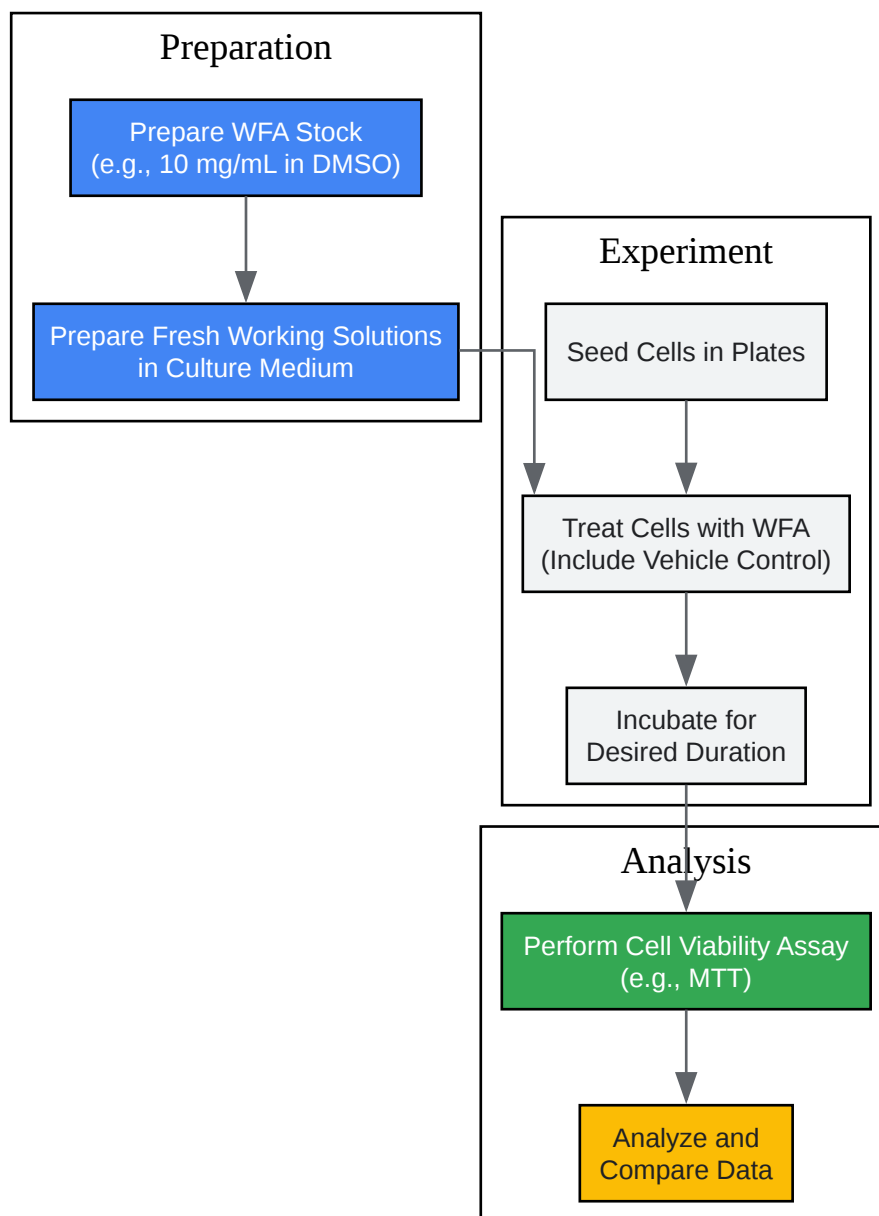 Preparation
Prepare WFA Stock
(e.g., 10 mg/mL in DMSO)
Prepare Fresh Working Solutions
in Culture Medium
Experiment
Seed Cells in Plates
Treat Cells with WFA
(Include Vehicle Control)
Incubate for
Desired Duration
Analysis
Perform Cell Viability Assay
(e.g., MTT)
Analyze and
Compare Data